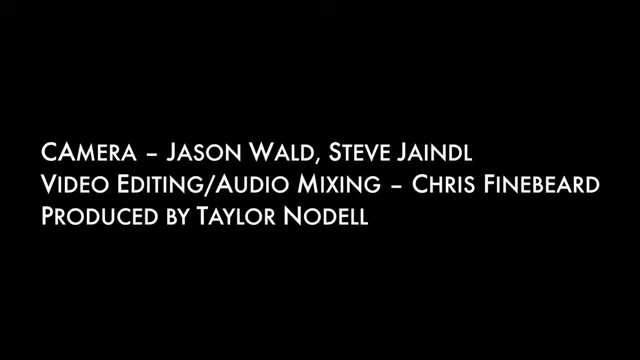 CAMERA – JASON WALD, STEVE JAINDL
VIDEO EDITING/AUDIO MIXING – CHRIS FINEBEARD
PRODUCED BY TAYLOR NODELL